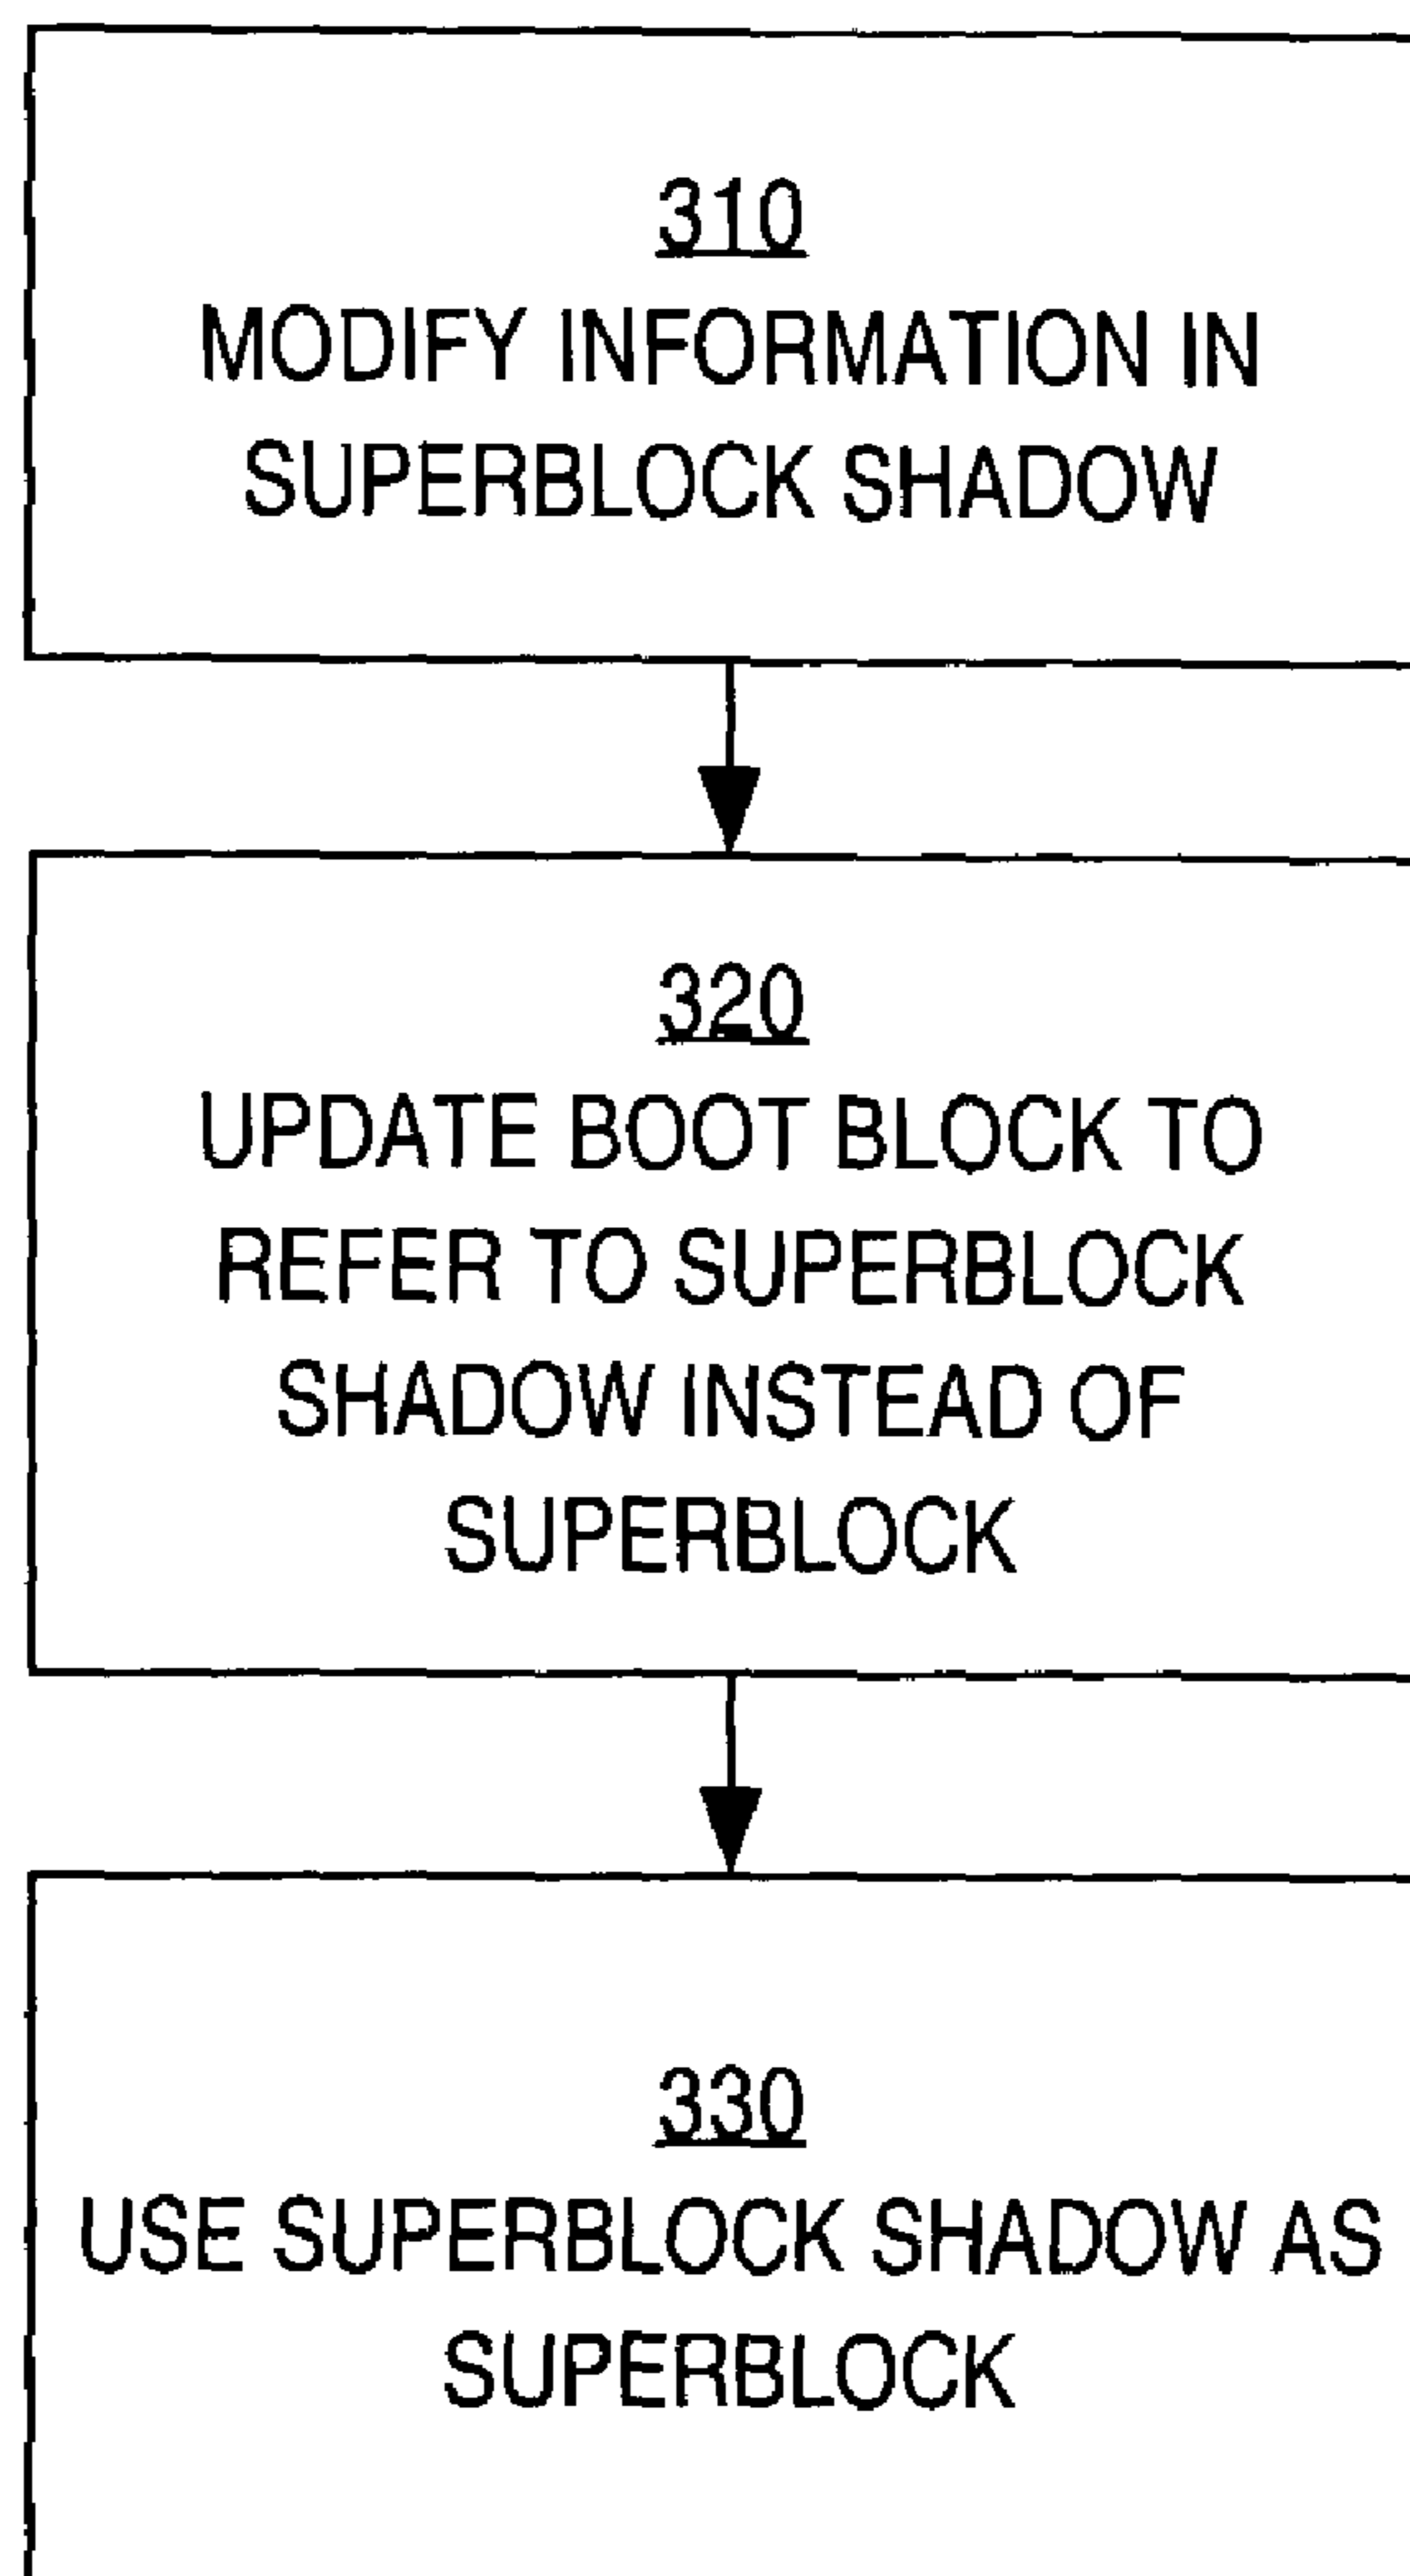 310
MODIFY INFORMATION IN
SUPERBLOCK SHADOW
320
UPDATE BOOT BLOCK TO
REFER TO SUPERBLOCK
SHADOW INSTEAD OF
SUPERBLOCK
330
USE SUPERBLOCK SHADOW AS
SUPERBLOCK